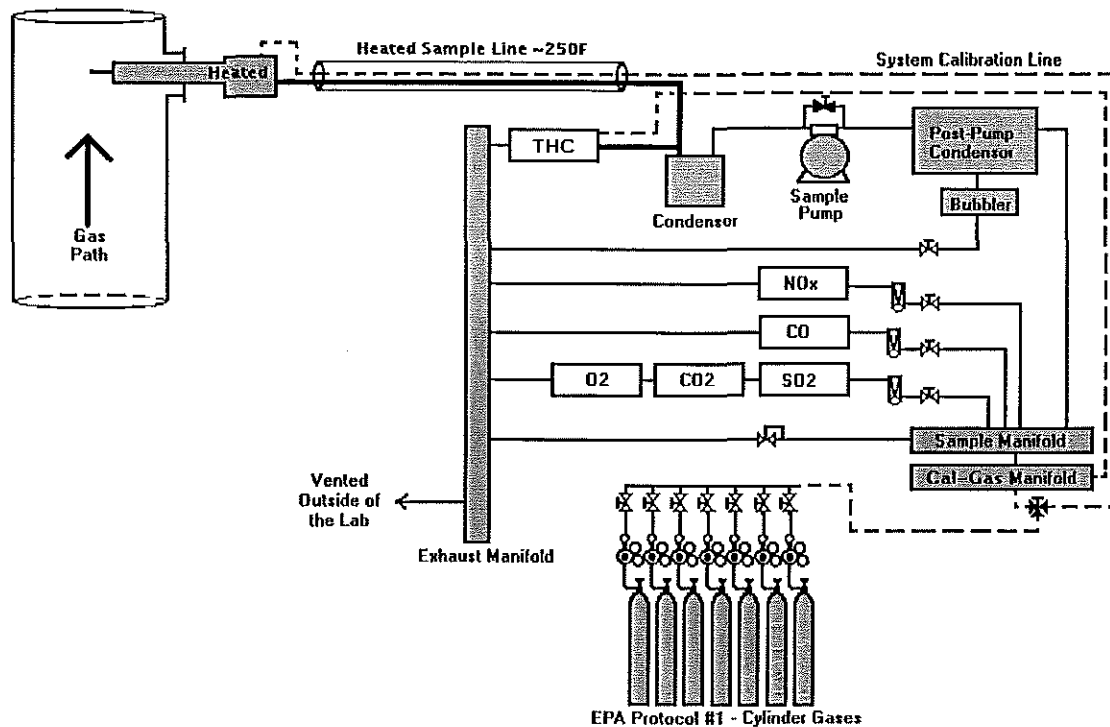 Heated Sample Line ~250F
System Calibration Line
Heated
THC
Post-Pump
Condensor
Condensor
Sample
Pump
Bubbler
Gas
Path
NOx
CO
O2
CO2
SO2
Sample Manifold
Cal-Gas Manifold
Vented
Outside of
the Lab
Exhaust Manifold
EPA Protocol #1 - Cylinder Gases